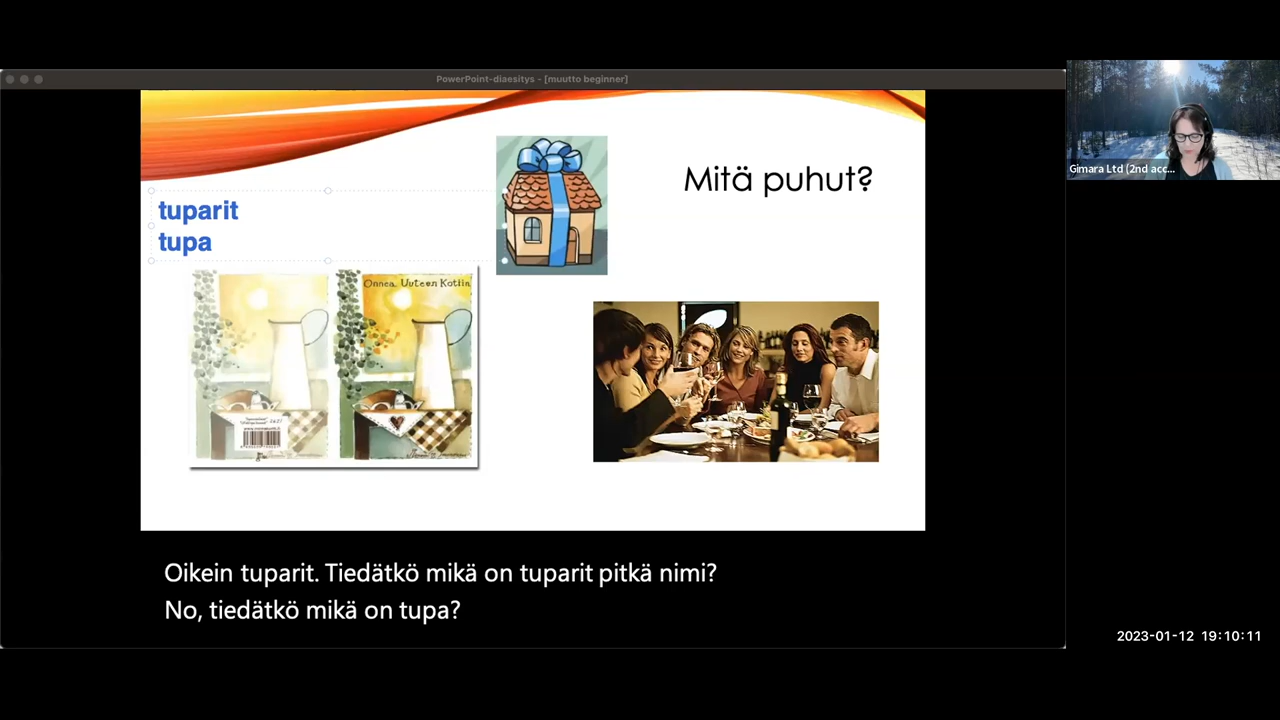 PowerPoint-diaesitys - [muutto beginner]
Gimara Ltd (2nd acc...
Mitä puhut?
tuparit
tupa
Onnea Uuteen Kotiin
Oikein tuparit. Tiedätkö mikä on tuparit pitkä nimi?
No, tiedätkö mikä on tupa?
2023-01-12 19:10:11